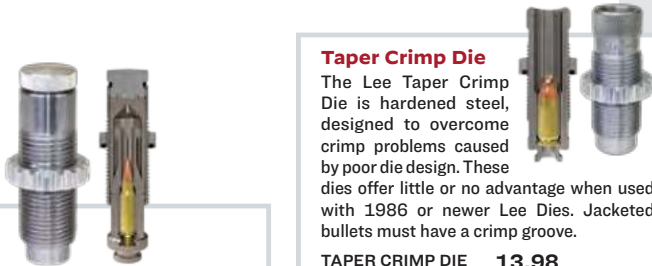 Taper Crimp Die
The Lee Taper Crimp
Die is hardened steel,
designed to overcome
crimp problems caused
by poor die design. These
dies offer little or no advantage when used
with 1986 or newer Lee Dies. Jacketed
bullets must have a crimp groove.
TAPER CRIMP DIE 13.98